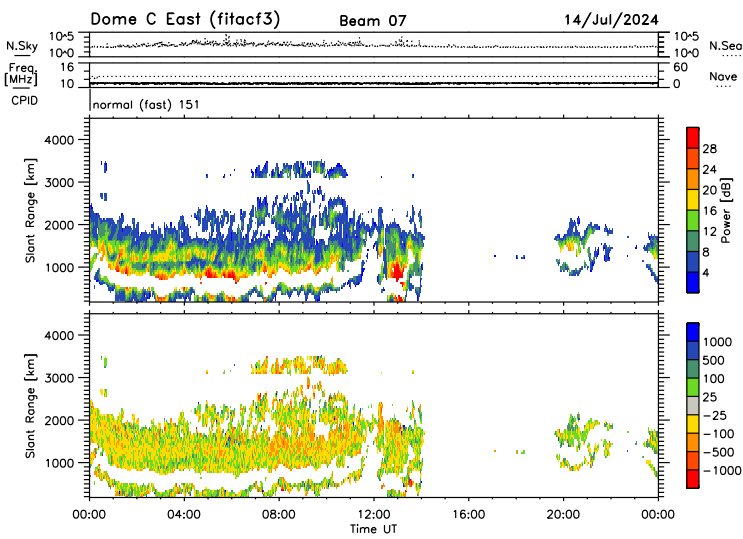 Dome C East (fitacf3) Beam 07 14/Jul/2024
N.Sky 10^5 10^0 10^5 10^0 N.Sea
Freq. [MHz] 16 10 60 0 Nave
CPID normal (fast) 151
Slant Range [km] 4000 3000 2000 1000
28 24 20 16 12 8 4 Power [dB]
Slant Range [km] 4000 3000 2000 1000
1000 500 100 25 -25 -100 -500 -1000
00:00 04:00 08:00 12:00 16:00 20:00 00:00
Time UT